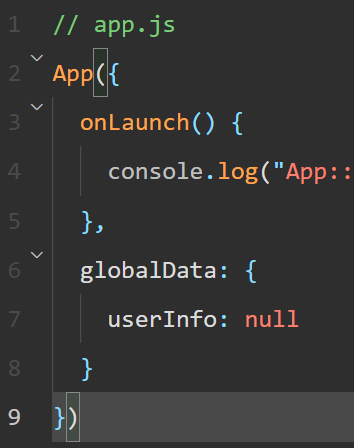 1 // app.js
2 App({
3 onLaunch() {
4 console.log("App::
5 },
6 globalData: {
7 userInfo: null
8 }
9 })